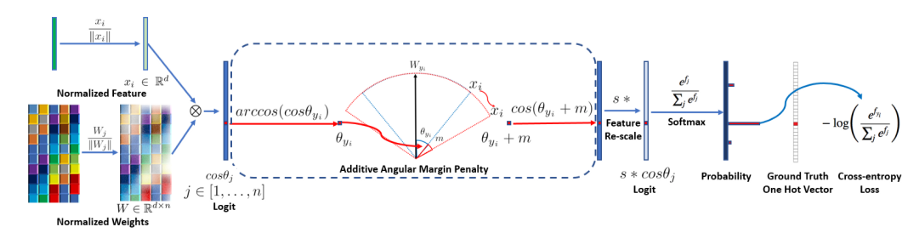 x_i / ‖x_i‖
x_i ∈ ℝ^d
Normalized Feature
W_j / ‖W_j‖
W ∈ ℝ^{d×n}
Normalized Weights
⊗
cosθ_j
j ∈ [1, . . . , n]
Logit
arccos(cosθ_{y_i})
θ_{y_i}
W_{y_i}
x_i
x_i
θ_{y_i}
m
cos(θ_{y_i} + m)
θ_{y_i} + m
Additive Angular Margin Penalty
s *
Feature
Re-scale
s * cosθ_j
Logit
e^{f_j} / ∑_j e^{f_j}
Softmax
Probability
Ground Truth
One Hot Vector
−log(e^{f_{y_i}} / ∑_j e^{f_j})
Cross-entropy
Loss